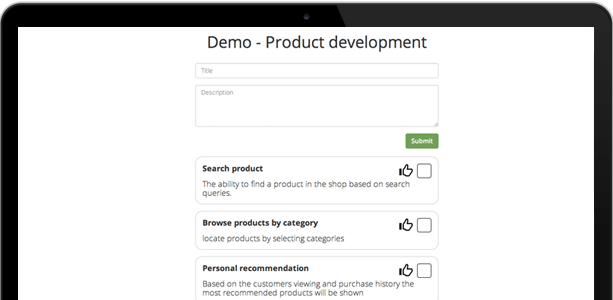 Demo - Product development
Title
Description
Submit
Search product
The ability to find a product in the shop based on search
queries.
Browse products by category
locate products by selecting categories
Personal recommendation
Based on the customers viewing and purchase history the
most recommended products will be shown